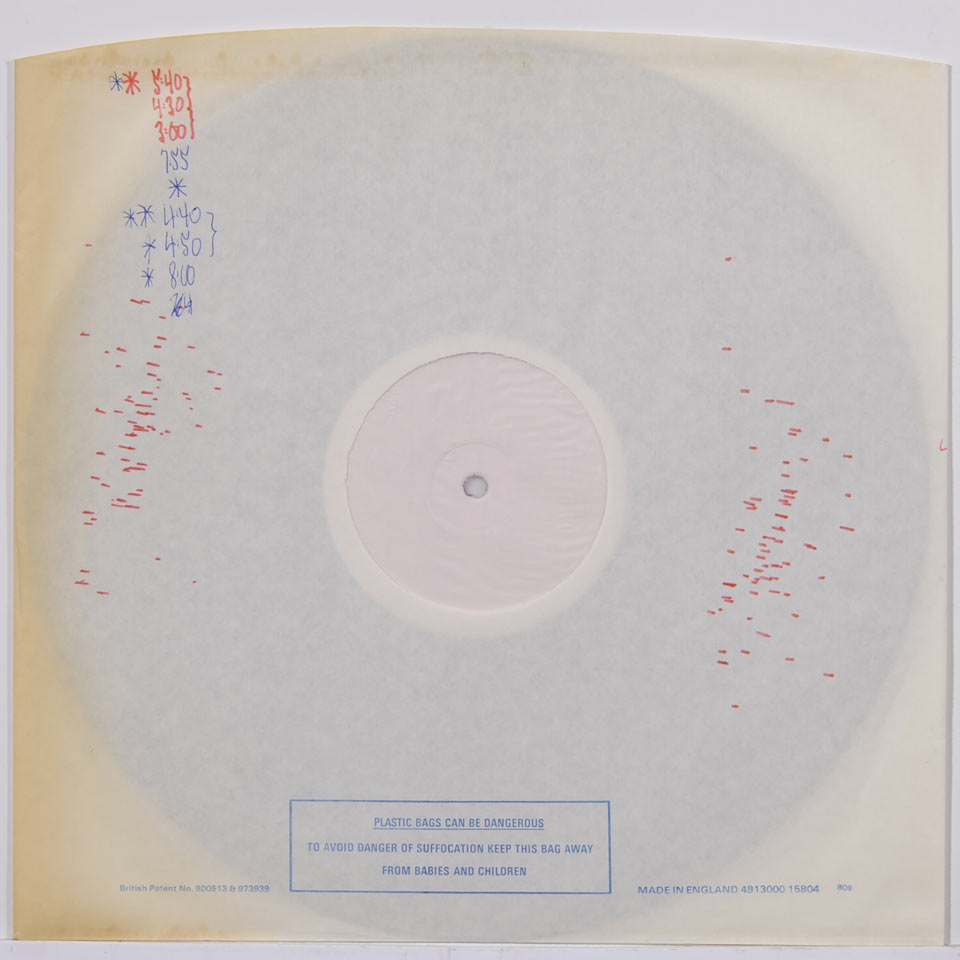 ** 5:40}
4:30
3:00
7.55
*
** 4:40 }
* 4:50
* 8:00
PLASTIC BAGS CAN BE DANGEROUS
TO AVOID DANGER OF SUFFOCATION KEEP THIS BAG AWAY
FROM BABIES AND CHILDREN
British Patent No. 800513 & 973939
MADE IN ENGLAND 4913000 15804 809